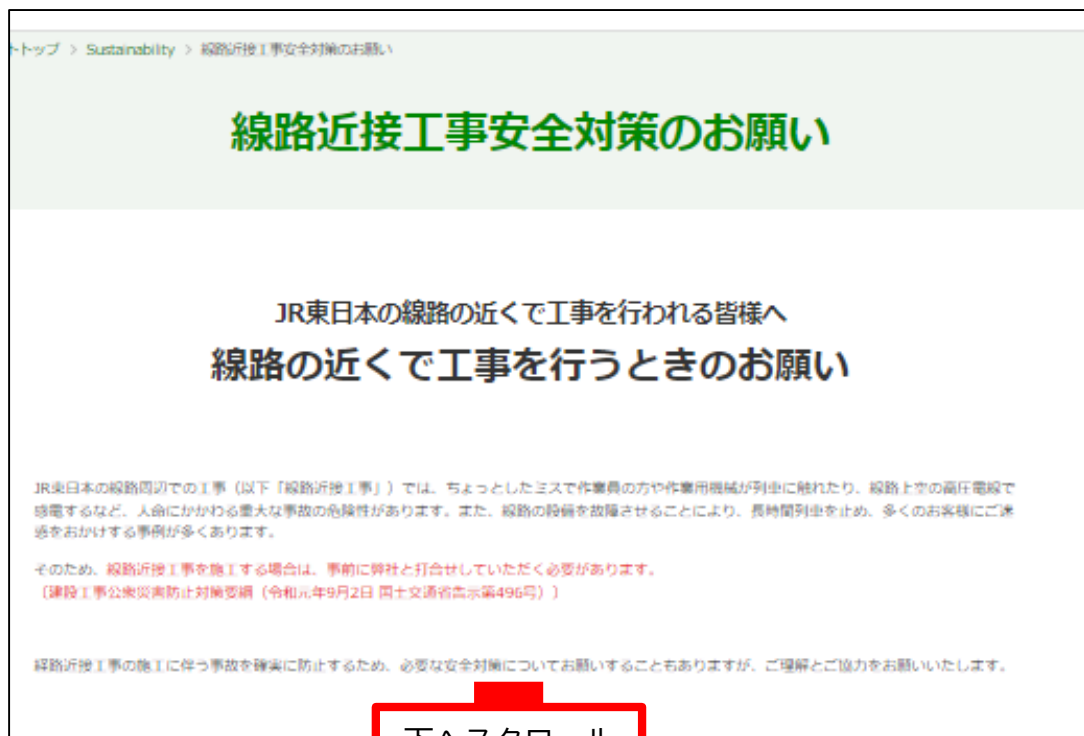 トトップ > Sustainability > 線路近接工事安全対策のお願い
線路近接工事安全対策のお願い
JR東日本の線路の近くで工事を行われる皆様へ
線路の近くで工事を行うときのお願い
JR東日本の線路周辺での工事（以下「線路近接工事」）では、ちょっとしたミスで作業員の方や作業用機械が列車に触れたり、線路上空の高圧電線で
感電するなど、人命にかかわる重大な事故の危険性があります。また、線路の設備を故障させることにより、長時間列車を止め、多くのお客様にご迷
惑をおかけする事例が多くあります。
そのため、線路近接工事を施工する場合は、事前に弊社と打合せしていただく必要があります。
（建設工事公衆災害防止対策要綱（令和元年9月2日 国土交通省告示第496号））
線路近接工事の施工に伴う事故を確実に防止するため、必要な安全対策についてお願いすることもありますが、ご理解とご協力をお願いいたします。
下へスクロール